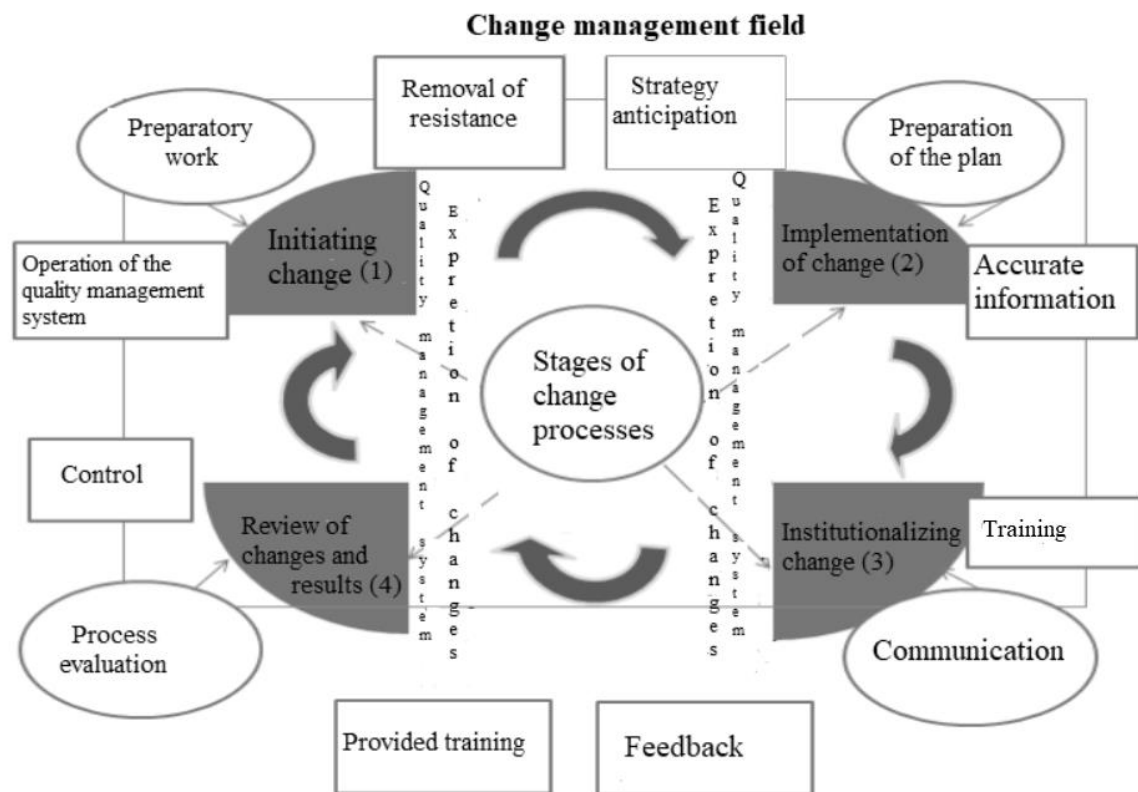 Change management field
Removal of
resistance
Strategy
anticipation
Preparatory
work
Preparation
of the plan
Initiating
change (1)
Implementation
of change (2)
Operation of the
quality management
system
Accurate
information
Quality management system
Expretion of changes
Expretion of changes
Quality management system
Stages of
change
processes
Control
Review of
changes and
results (4)
Institutionalizing
change (3)
Training
Process
evaluation
Communication
Provided training
Feedback